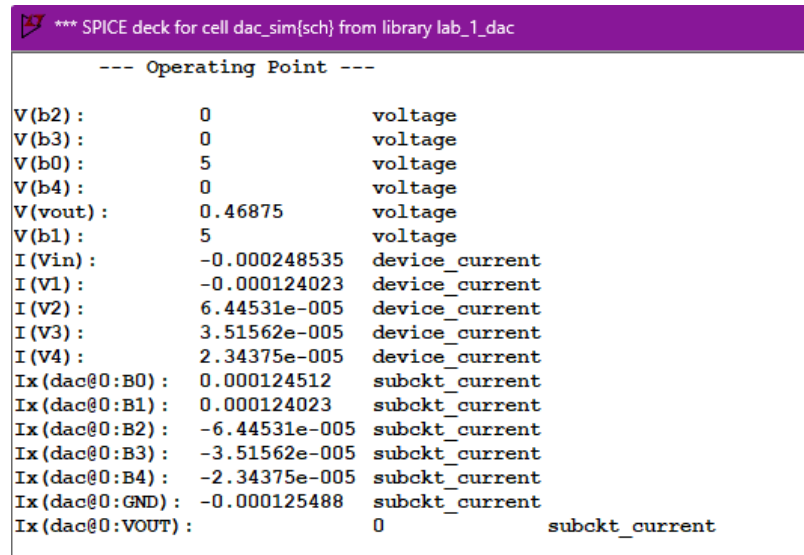 *** SPICE deck for cell dac_sim{sch} from library lab_1_dac
--- Operating Point ---
V(b2): 0 voltage
V(b3): 0 voltage
V(b0): 5 voltage
V(b4): 0 voltage
V(vout): 0.46875 voltage
V(b1): 5 voltage
I(Vin): -0.000248535 device_current
I(V1): -0.000124023 device_current
I(V2): 6.44531e-005 device_current
I(V3): 3.51562e-005 device_current
I(V4): 2.34375e-005 device_current
Ix(dac@0:B0): 0.000124512 subckt_current
Ix(dac@0:B1): 0.000124023 subckt_current
Ix(dac@0:B2): -6.44531e-005 subckt_current
Ix(dac@0:B3): -3.51562e-005 subckt_current
Ix(dac@0:B4): -2.34375e-005 subckt_current
Ix(dac@0:GND): -0.000125488 subckt_current
Ix(dac@0:VOUT): 0 subckt_current